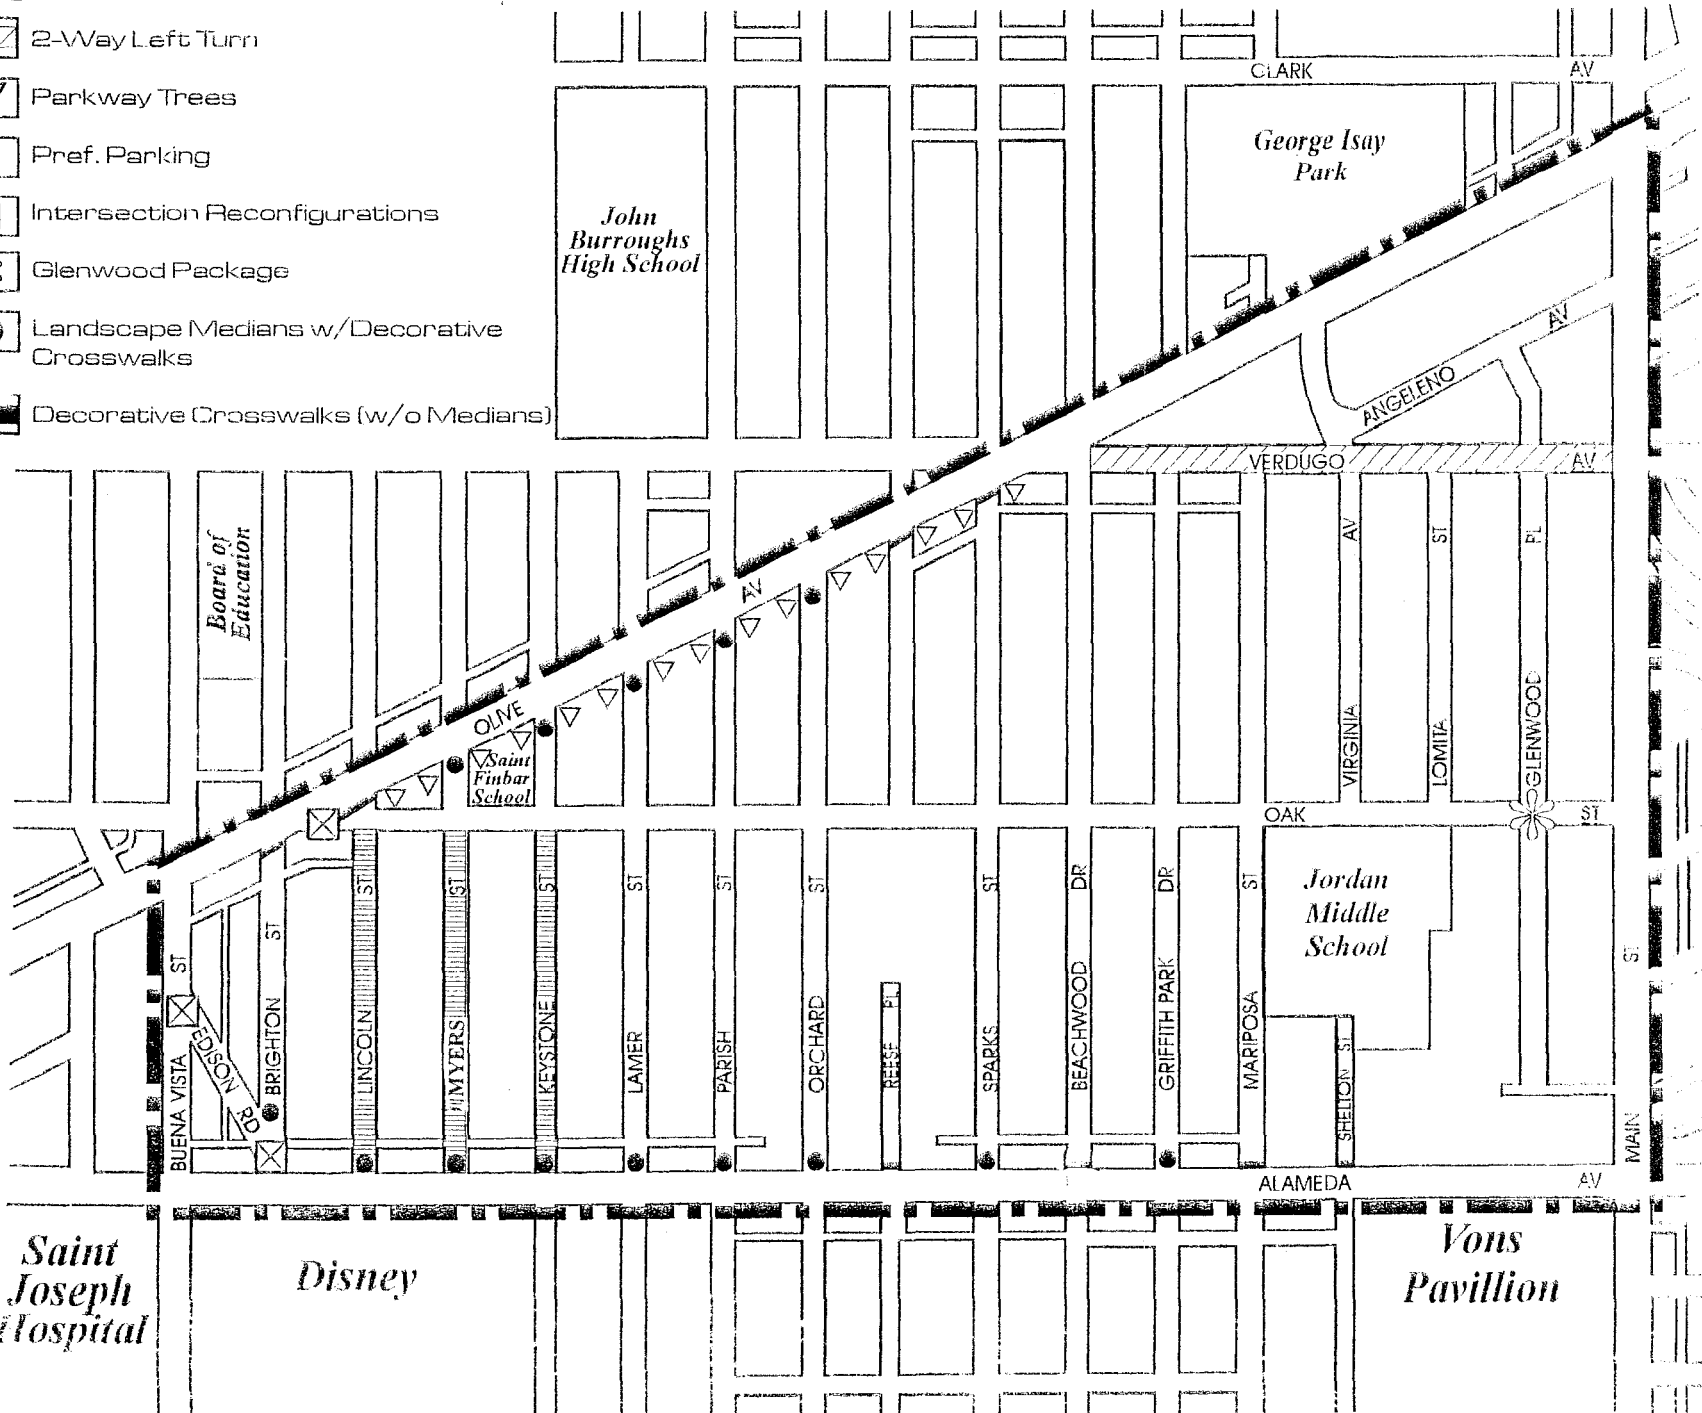 2-Way Left Turn
Parkway Trees
Pref. Parking
Intersection Reconfigurations
Glenwood Package
Landscape Medians w/Decorative
Crosswalks
Decorative Crosswalks (w/o Medians)
CLARK AV
George Isay
Park
John
Burroughs
High School
ANGELENO AV
VERDUGO AV
Board of
Education
OLIVE AV
Saint
Finbar
School
VIRGINIA AV
LOMITA ST
GLENWOOD PL
OAK ST
Jordan
Middle
School
BUENA VISTA ST
EDISON RD
BRIGHTON ST
LINCOLN ST
MYERS ST
KEYSTONE ST
LAMER ST
PARISH ST
ORCHARD ST
REESE PL
SPARKS ST
BEACHWOOD DR
GRIFFITH PARK DR
MARIPOSA ST
SHELTON ST
MAIN ST
ALAMEDA AV
Saint
Joseph
Hospital
Disney
Vons
Pavillion